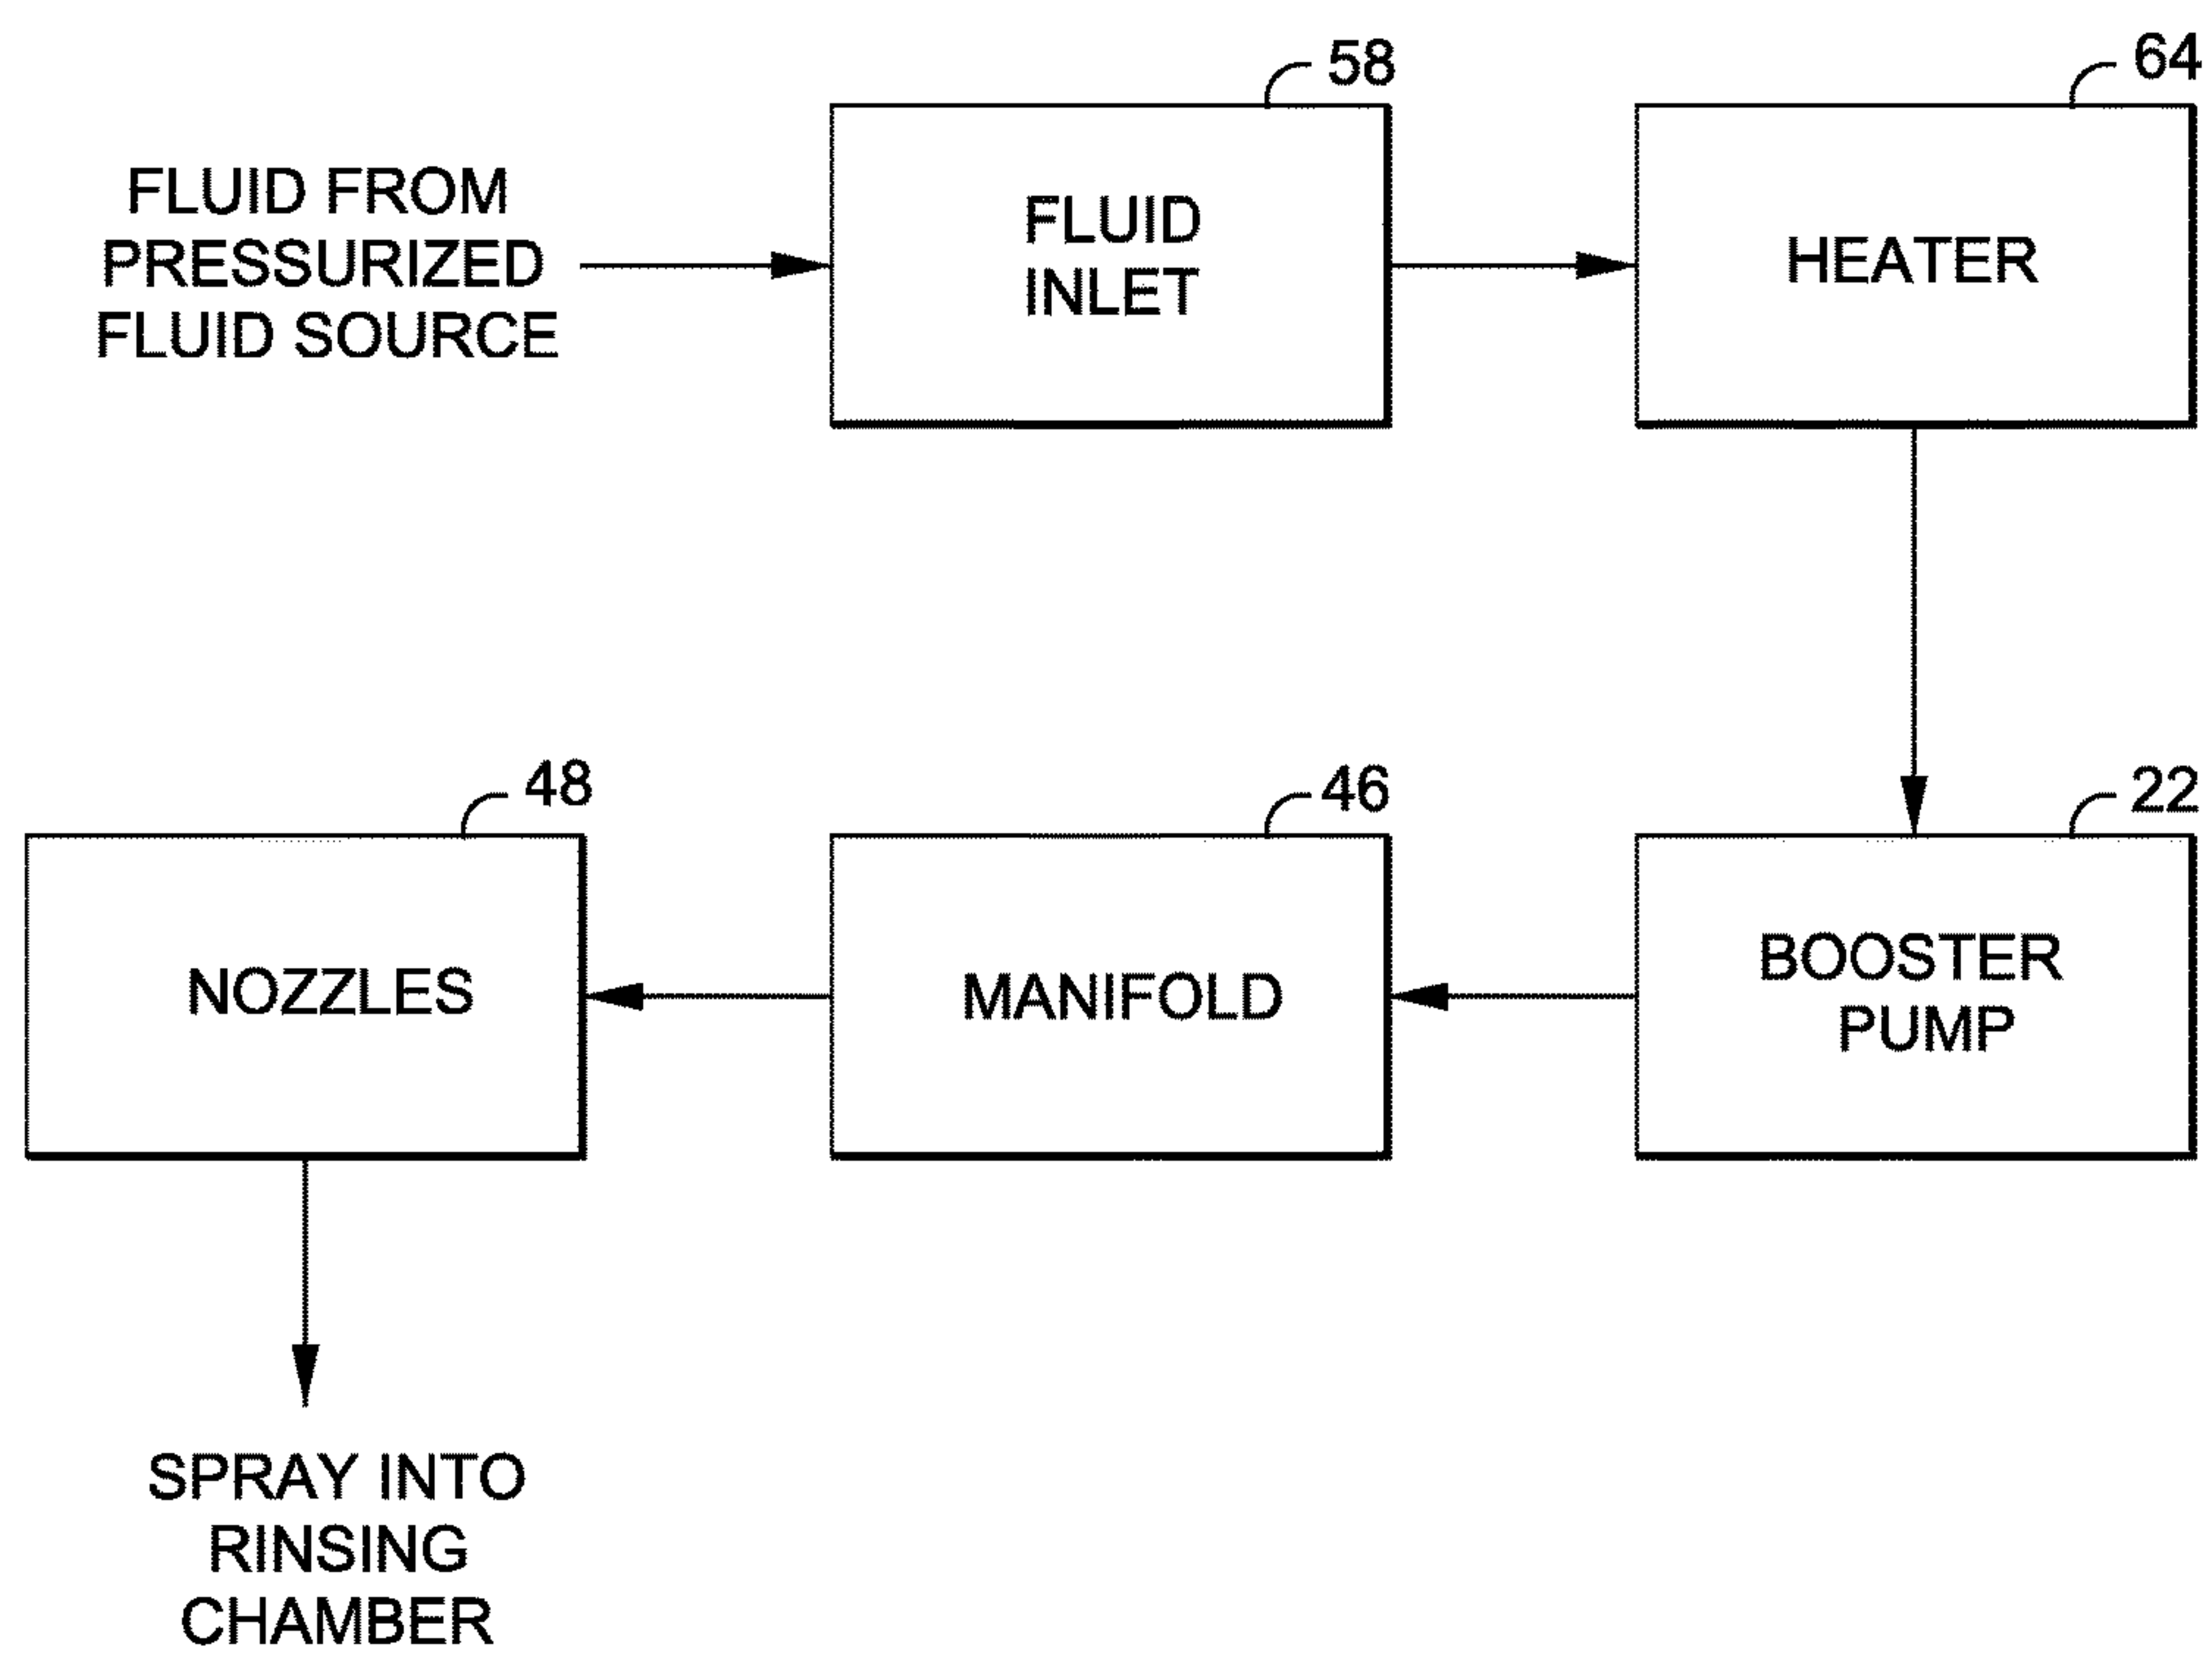 58
64
FLUID FROM
PRESSURIZED
FLUID SOURCE
FLUID
INLET
HEATER
48
46
22
NOZZLES
MANIFOLD
BOOSTER
PUMP
SPRAY INTO
RINSING
CHAMBER